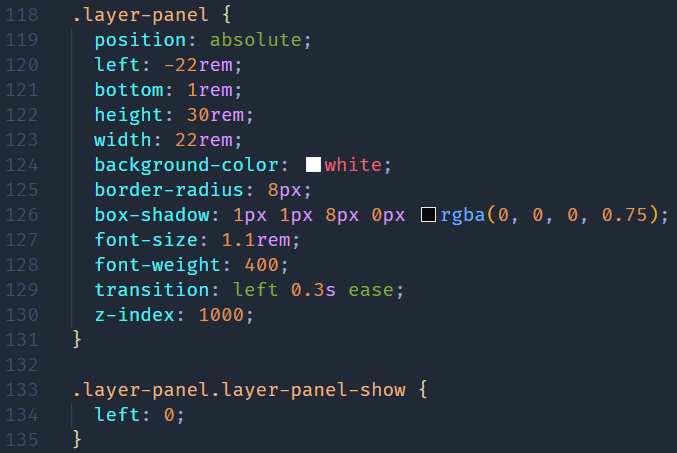 118 .layer-panel {
119 position: absolute;
120 left: -22rem;
121 bottom: 1rem;
122 height: 30rem;
123 width: 22rem;
124 background-color: white;
125 border-radius: 8px;
126 box-shadow: 1px 1px 8px 0px rgba(0, 0, 0, 0.75);
127 font-size: 1.1rem;
128 font-weight: 400;
129 transition: left 0.3s ease;
130 z-index: 1000;
131 }
132
133 .layer-panel.layer-panel-show {
134 left: 0;
135 }